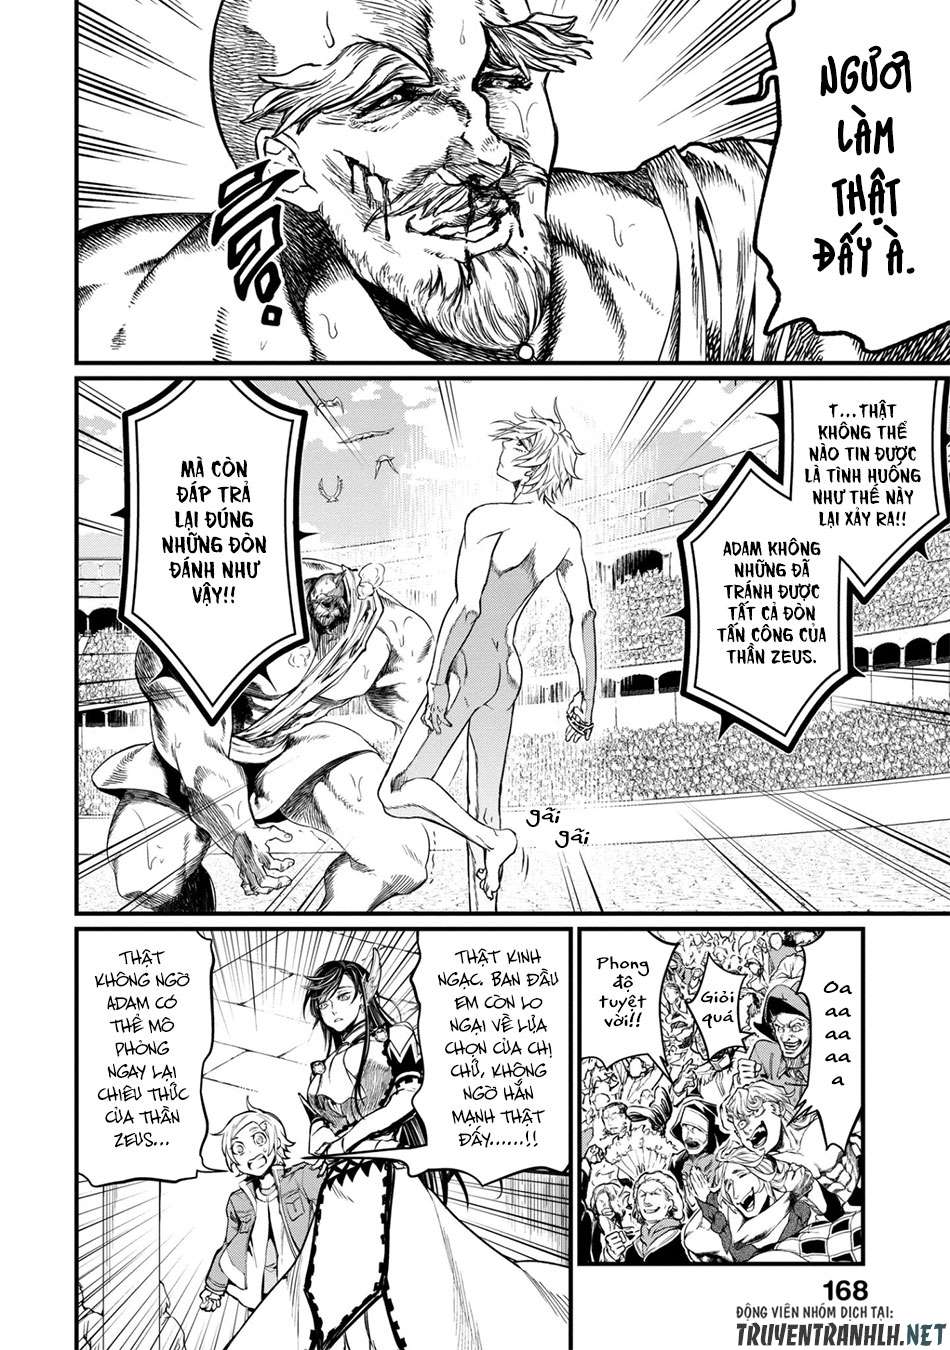 NGƯƠI
LÀM
THẬT
ĐẤY À.
T...THẬT
KHÔNG THỂ
NÀO TIN ĐƯỢC
LÀ TÌNH HUỐNG
NHƯ THẾ NÀY
LẠI XẢY RA!!
ADAM KHÔNG
NHỮNG ĐÃ
TRÁNH ĐƯỢC
TẤT CẢ ĐÒN
TẤN CÔNG CỦA
THẦN ZEUS.
MÀ CÒN
ĐÁP TRẢ
LẠI ĐÚNG
NHỮNG ĐÒN
ĐÁNH NHƯ
VẬY!!
gãi
gãi
Oa
aa
aa
aa
a
Giỏi
quá
Phong
độ
tuyệt
vời!!
THẬT KINH
NGẠC. BAN ĐẦU
EM CÒN LO
NGẠI VỀ LỰA
CHỌN CỦA CHỊ
CHỨ, KHÔNG
NGỜ HẮN
MẠNH THẬT
ĐẤY......!!
THẬT
KHÔNG NGỜ
ADAM CÓ
THỂ MÔ
PHỎNG
NGAY LẠI
CHIÊU THỨC
CỦA THẦN
ZEUS...
168
ĐỘNG VIÊN NHÓM DỊCH TẠI:
TRUYENTRANHLH.NET